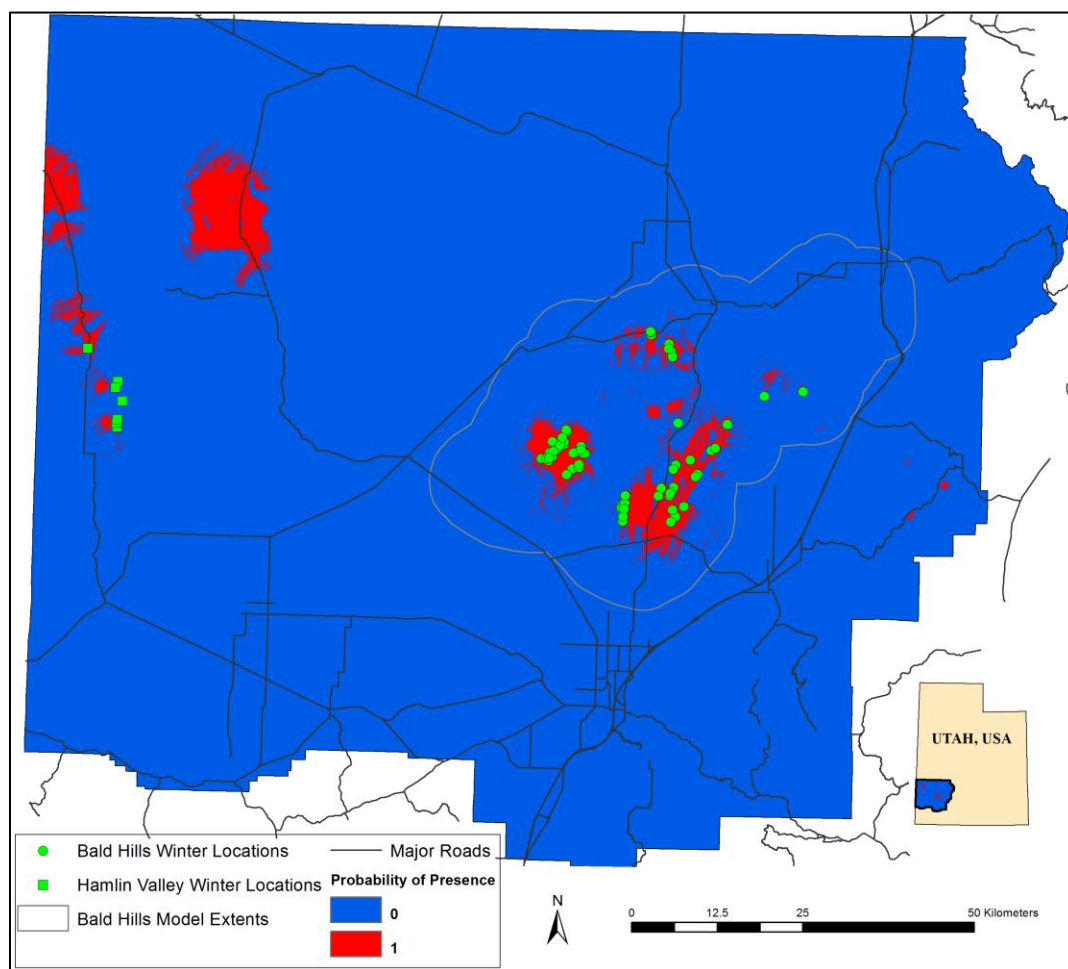 UTAH, USA
Bald Hills Winter Locations
Hamlin Valley Winter Locations
Bald Hills Model Extents
Major Roads
Probability of Presence
0
1
N
0 12.5 25 50 Kilometers